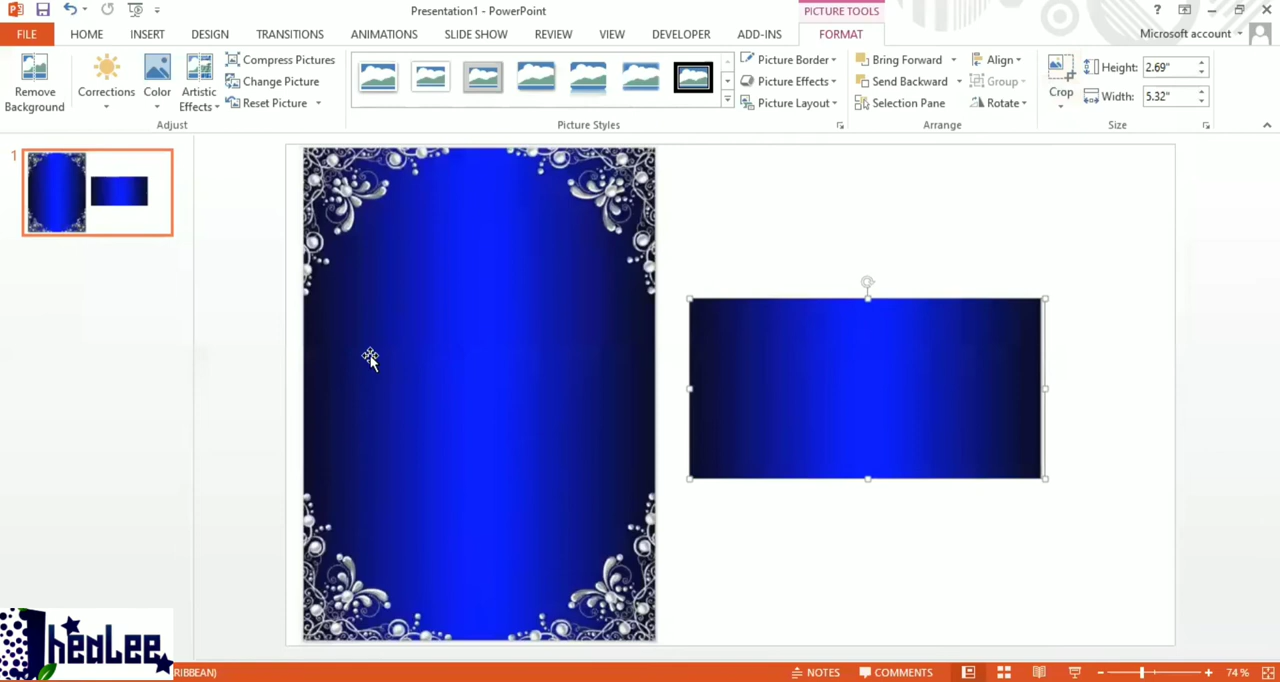 Presentation1 - PowerPoint
PICTURE TOOLS
?
FILE HOME INSERT DESIGN TRANSITIONS ANIMATIONS SLIDE SHOW REVIEW VIEW DEVELOPER ADD-INS FORMAT
Microsoft account
Remove Background
Corrections
Color
Artistic Effects
Compress Pictures
Change Picture
Reset Picture
Adjust
Picture Border
Picture Effects
Picture Layout
Picture Styles
Bring Forward
Send Backward
Selection Pane
Align
Group
Rotate
Arrange
Crop
Height: 2.69"
Width: 5.32"
Size
1
JheaLee
RIBBEAN)
NOTES
COMMENTS
74 %